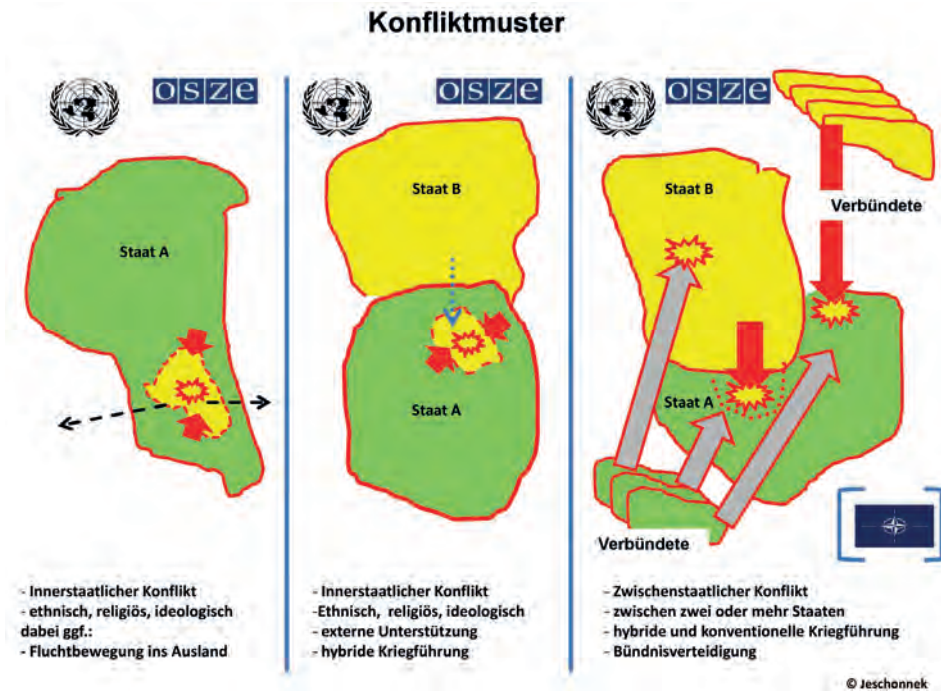 Konfliktmuster
osze
Staat A
- Innerstaatlicher Konflikt
- ethnisch, religiös, ideologisch
dabei ggf.:
- Fluchtbewegung ins Ausland
osze
Staat B
Staat A
- Innerstaatlicher Konflikt
-Ethnisch, religiös, ideologisch
- externe Unterstützung
- hybride Kriegführung
osze
Staat B
Verbündete
Staat A
Verbündete
- Zwischenstaatlicher Konflikt
- zwischen zwei oder mehr Staaten
- hybride und konventionelle Kriegführung
- Bündnisverteidigung
© Jeschonnek